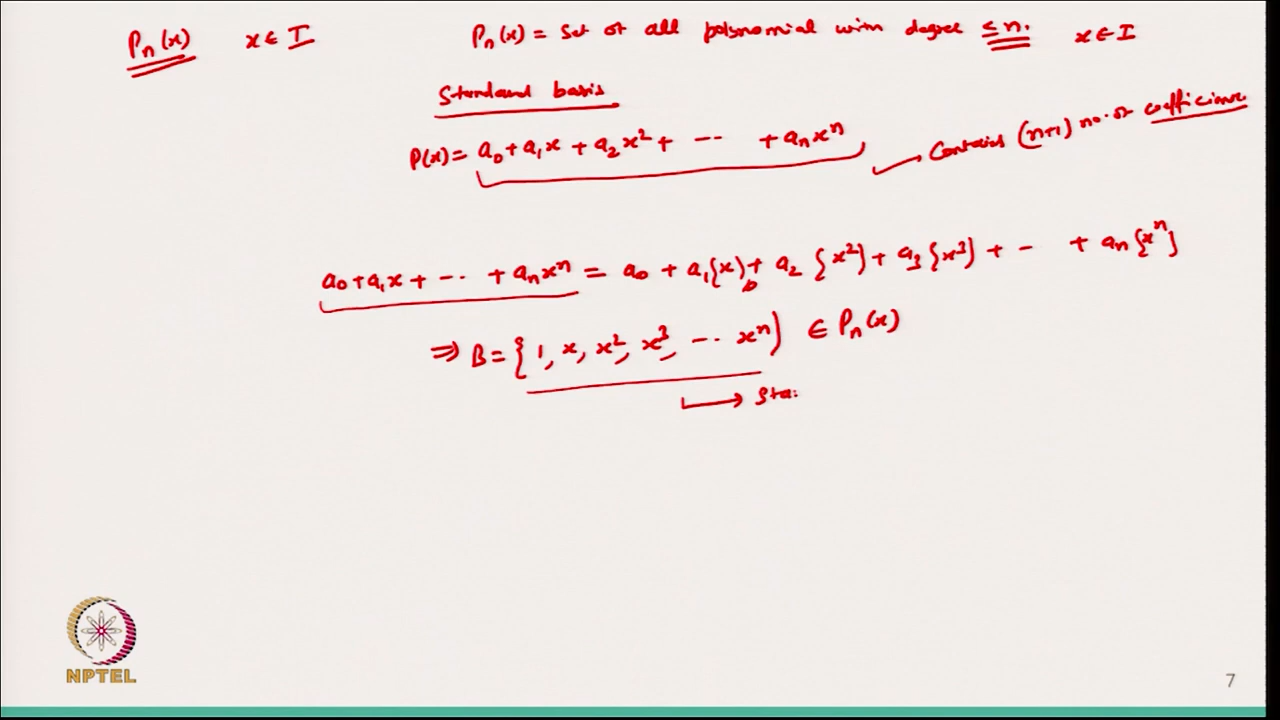 Pn(x) x ∈ I Pn(x) = Set of all polynomial with degree ≤ n. x ∈ I
Standard basis
P(x) = a₀ + a₁x + a₂x² + -- · + aₙxⁿ Contains (n+1) no. of coefficients
a₀ + a₁x + -- · + aₙxⁿ = a₀ + a₁{x} + a₂{x²} + a₃{x³} + - · + aₙ{xⁿ}
⇒ B = {1, x, x², x³, -- · xⁿ} ∈ Pn(x)
→ Sta
NPTEL
7